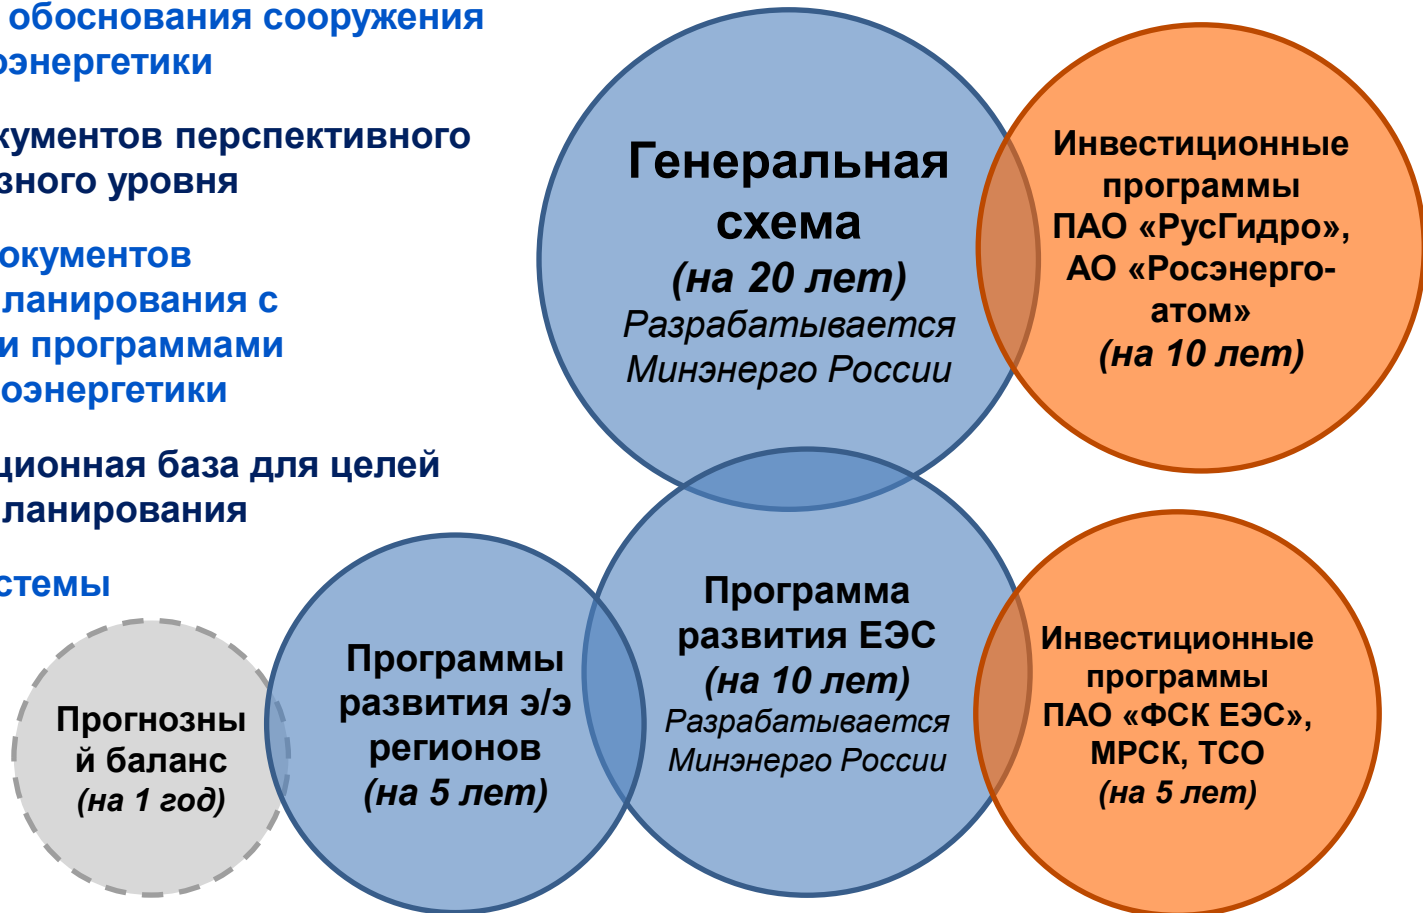 обоснования сооружения
оэнергетики
кументов перспективного
зного уровня
окументов
ланирования с
и программами
оэнергетики
ционная база для целей
ланирования
стемы
Генеральная
схема
(на 20 лет)
Разрабатывается
Минэнерго России
Инвестиционные
программы
ПАО «РусГидро»,
АО «Росэнерго-
атом»
(на 10 лет)
Прогнозны
й баланс
(на 1 год)
Программы
развития э/э
регионов
(на 5 лет)
Программа
развития ЕЭС
(на 10 лет)
Разрабатывается
Минэнерго России
Инвестиционные
программы
ПАО «ФСК ЕЭС»,
МРСК, ТСО
(на 5 лет)